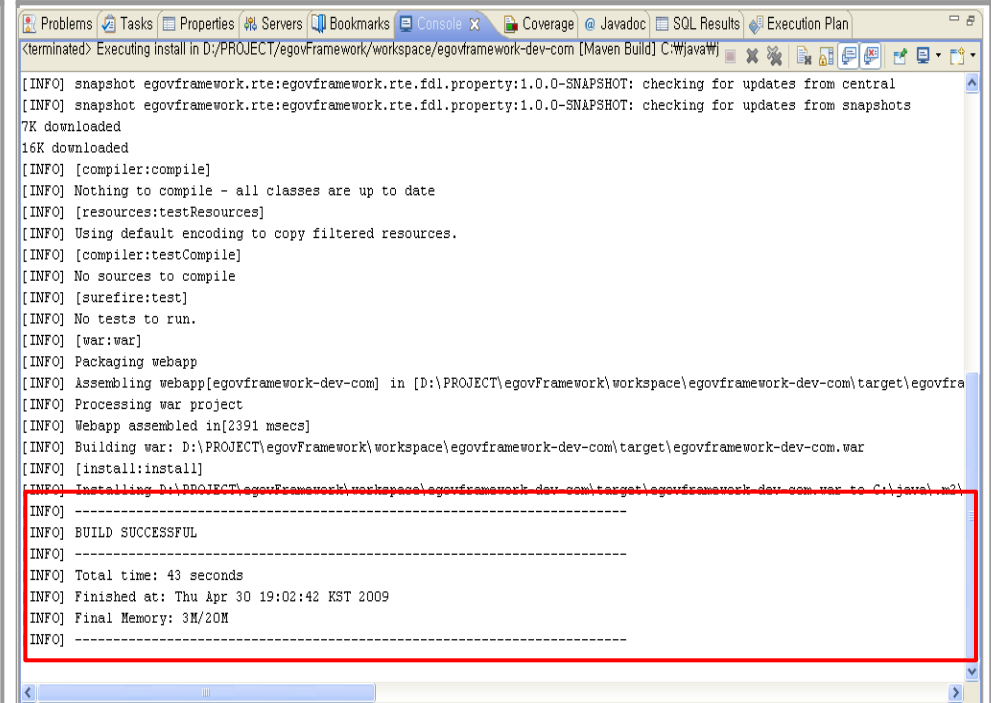 Problems Tasks Properties Servers Bookmarks Console Coverage @ Javadoc SQL Results Execution Plan
<terminated> Executing install in D:/PROJECT/egovFramework/workspace/egovframework-dev-com [Maven Build] C:₩java₩j
[INFO] snapshot egovframework.rte:egovframework.rte.fdl.property:1.0.0-SNAPSHOT: checking for updates from central
[INFO] snapshot egovframework.rte:egovframework.rte.fdl.property:1.0.0-SNAPSHOT: checking for updates from snapshots
7K downloaded
16K downloaded
[INFO] [compiler:compile]
[INFO] Nothing to compile - all classes are up to date
[INFO] [resources:testResources]
[INFO] Using default encoding to copy filtered resources.
[INFO] [compiler:testCompile]
[INFO] No sources to compile
[INFO] [surefire:test]
[INFO] No tests to run.
[INFO] [war:war]
[INFO] Packaging webapp
[INFO] Assembling webapp[egovframework-dev-com] in [D:\PROJECT\egovFramework\workspace\egovframework-dev-com\target\egovfra
[INFO] Processing war project
[INFO] Webapp assembled in[2391 msecs]
[INFO] Building war: D:\PROJECT\egovFramework\workspace\egovframework-dev-com\target\egovframework-dev-com.war
[INFO] [install:install]
[INFO] Installing D:\PROJECT\egovFramework\workspace\egovframework-dev-com\target\egovframework-dev-com.war to C:\java\.m2\
INFO] ------------------------------------------------------------------------
INFO] BUILD SUCCESSFUL
INFO] ------------------------------------------------------------------------
INFO] Total time: 43 seconds
INFO] Finished at: Thu Apr 30 19:02:42 KST 2009
INFO] Final Memory: 3M/20M
INFO] ------------------------------------------------------------------------